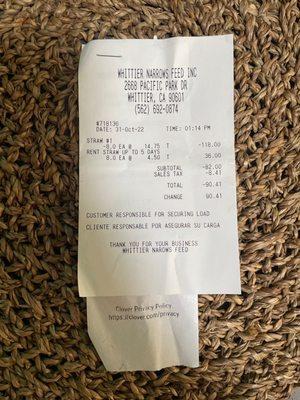 WHITTIER NARROWS FEED INC
2668 PACIFIC PARK DR
WHITTIER, CA 90601
(562) 692-0874
#718136
DATE: 31-Oct-22 TIME: 01:14 PM
STRAW #1
-8.0 EA @ 14.75 T -118.00
RENT STRAW UP TO 5 DAYS
8.0 EA @ 4.50 T 36.00
SUBTOTAL -82.00
SALES TAX -8.41
TOTAL -90.41
CHANGE 90.41
CUSTOMER RESPONSIBLE FOR SECURING LOAD
CLIENTE RESPONSABLE POR ASEGURAR SU CARGA
THANK YOU FOR YOUR BUSINESS
WHITTIER NARROWS FEED
Clover Privacy Policy
https://clover.com/privacy